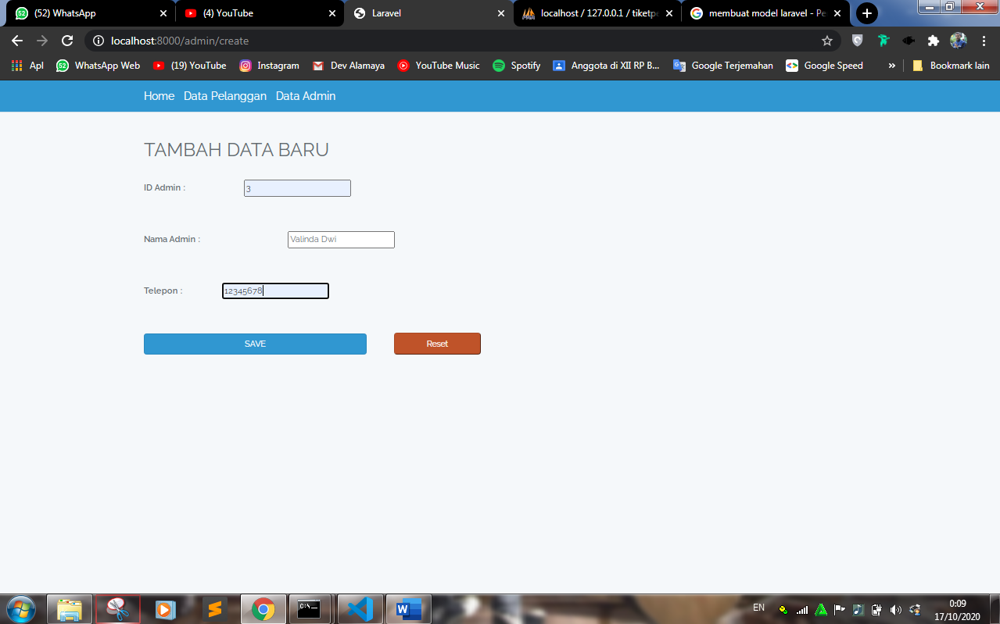 (52) WhatsApp
(4) YouTube
Laravel
localhost / 127.0.0.1 / tiketpe
membuat model laravel - Pe
localhost:8000/admin/create
Apl
52 WhatsApp Web
(19) YouTube
Instagram
Dev Alamaya
YouTube Music
Spotify
Anggota di XII RP B...
Google Terjemahan
Google Speed
»
Bookmark lain
Home Data Pelanggan Data Admin
TAMBAH DATA BARU
ID Admin : 3
Nama Admin : Valinda Dwi
Telepon : 12345678
SAVE Reset
EN
0:09
17/10/2020